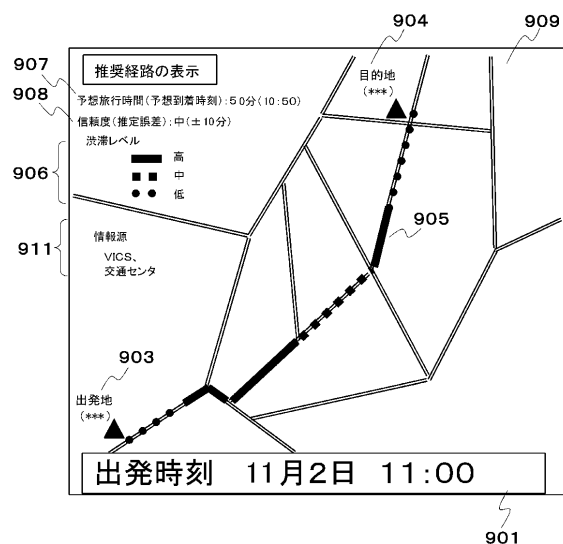 904
909
907
推奨経路の表示
目的地
(***)
908
予想旅行時間(予想到着時刻):50分(10:50)
信頼度(推定誤差):中(±10分)
渋滞レベル
906
高
中
低
911
情報源
VICS、
交通センタ
905
903
出発地
(***)
出発時刻 11月2日 11:00
901